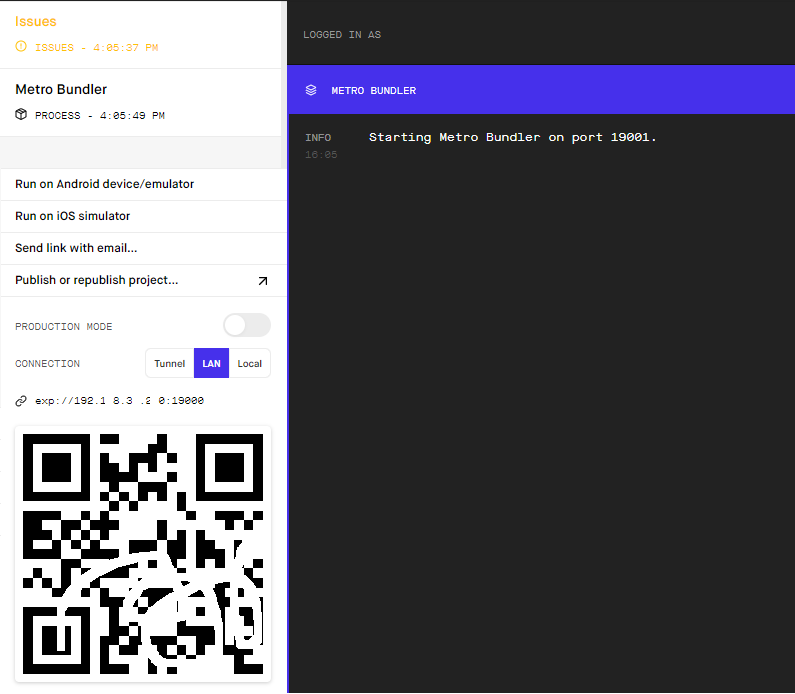 Issues
ISSUES - 4:05:37 PM
Metro Bundler
PROCESS - 4:05:49 PM
Run on Android device/emulator
Run on iOS simulator
Send link with email...
Publish or republish project...
PRODUCTION MODE
CONNECTION
Tunnel LAN Local
exp://192.1 8.3 .2 0:19000
LOGGED IN AS
METRO BUNDLER
INFO Starting Metro Bundler on port 19001.
16:05